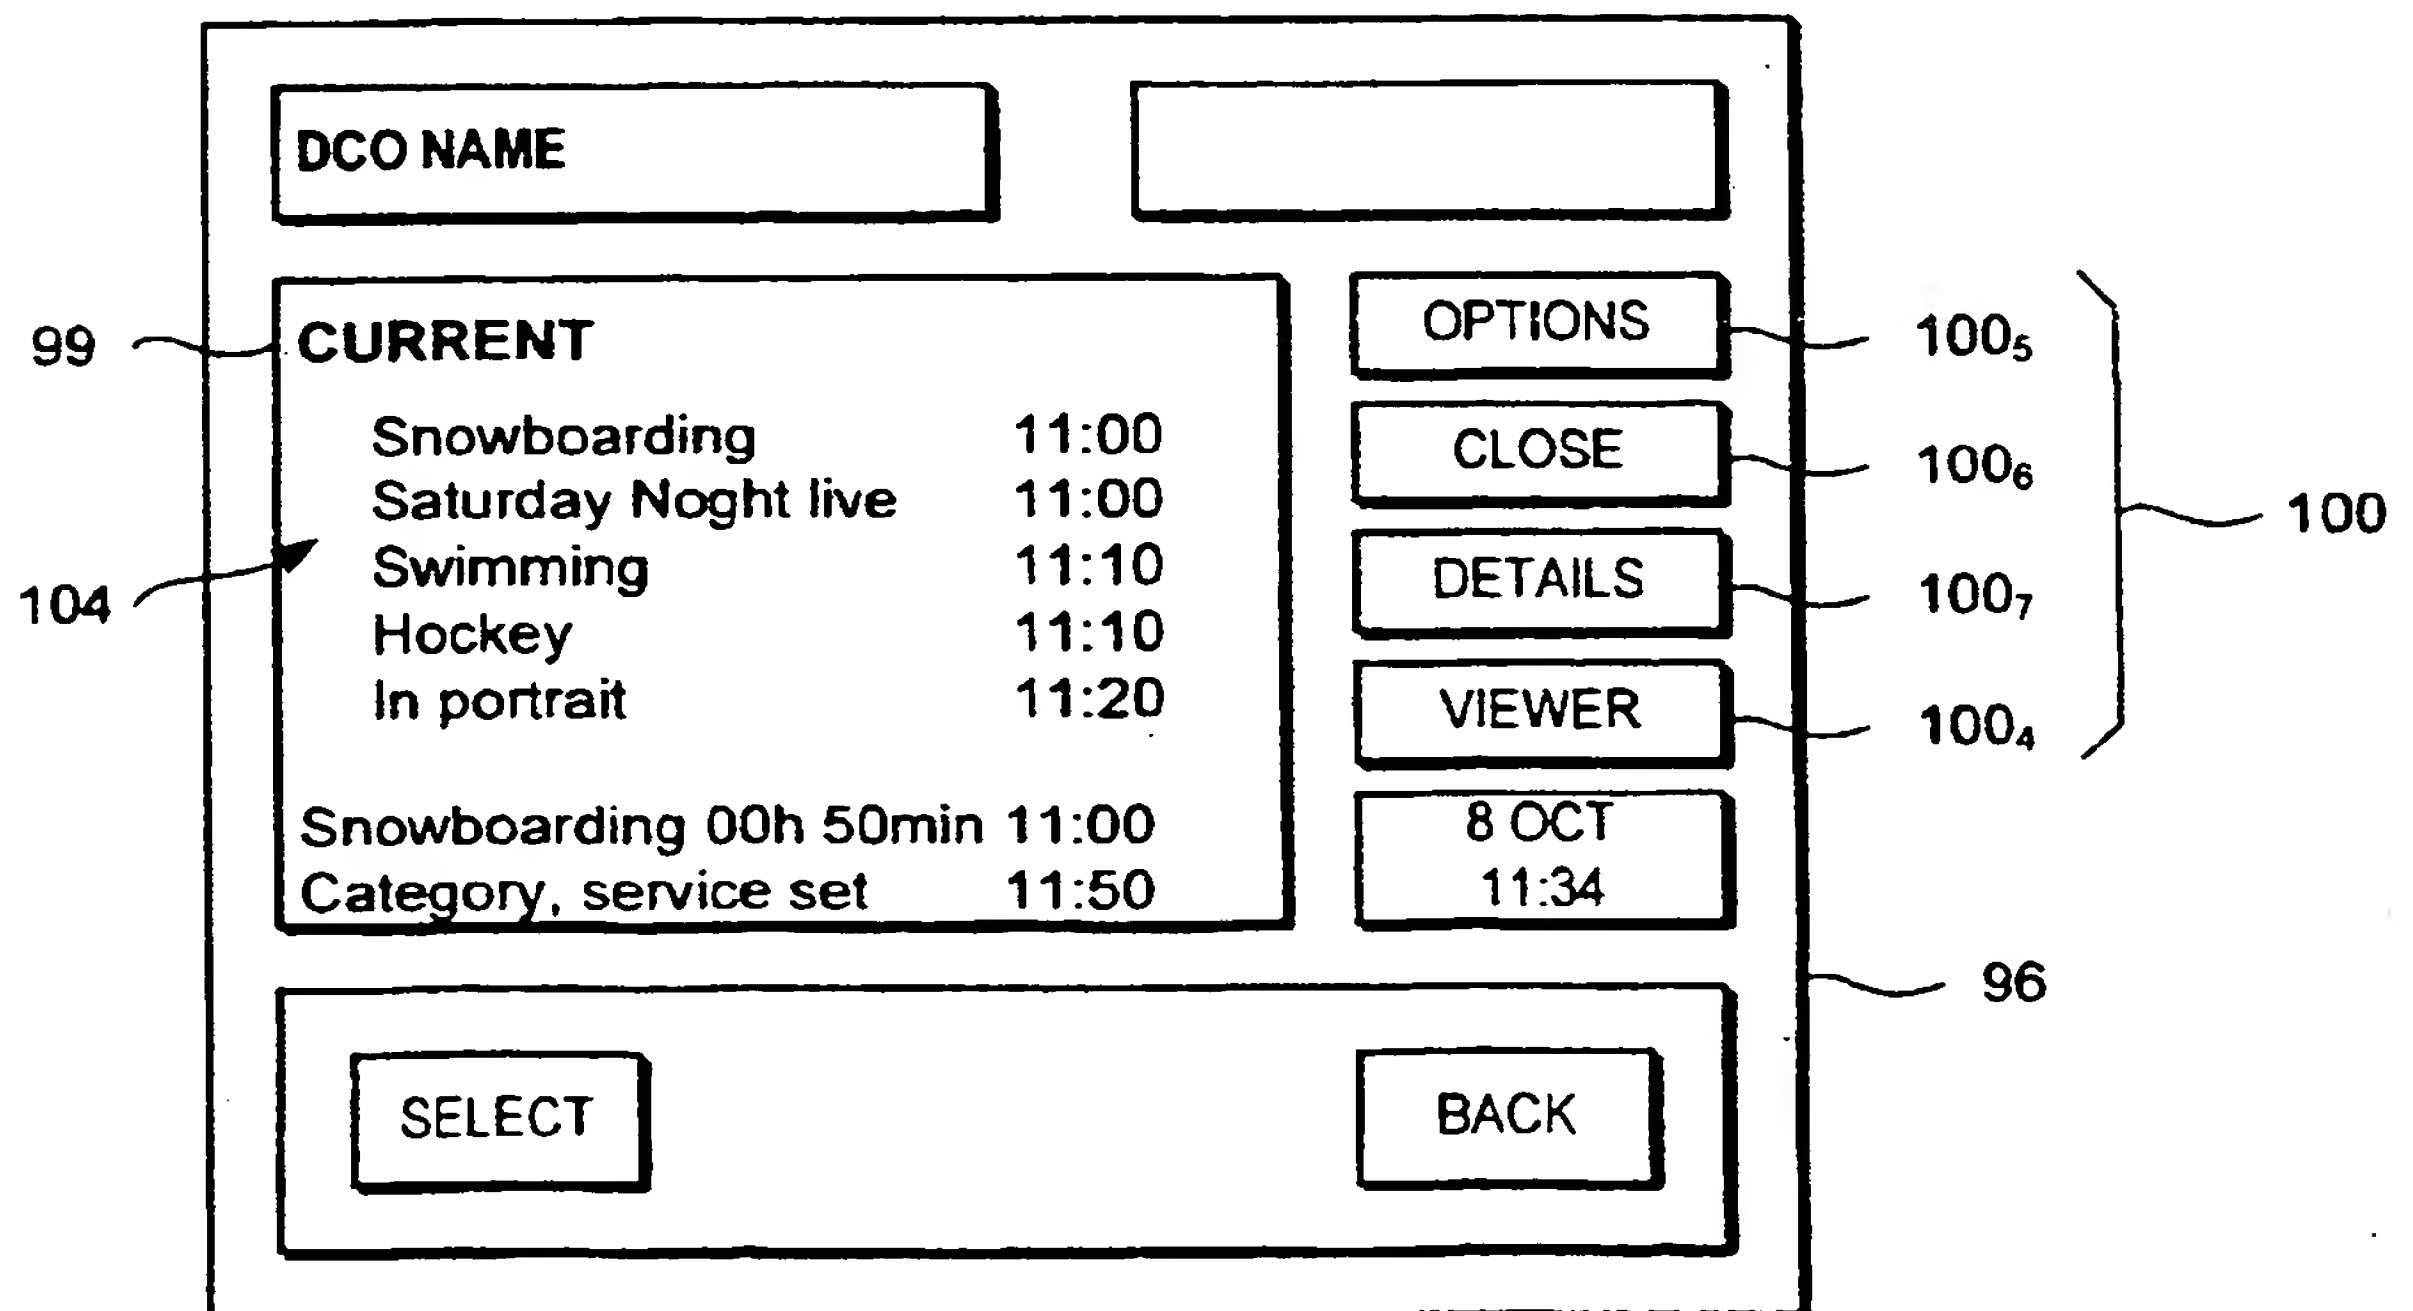 DCO NAME
99
CURRENT
Snowboarding 11:00
Saturday Noght live 11:00
Swimming 11:10
Hockey 11:10
In portrait 11:20
104
Snowboarding 00h 50min 11:00
Category, service set 11:50
OPTIONS
100₅
CLOSE
100₆
DETAILS
100₇
VIEWER
100₄
100
8 OCT
11:34
96
SELECT
BACK